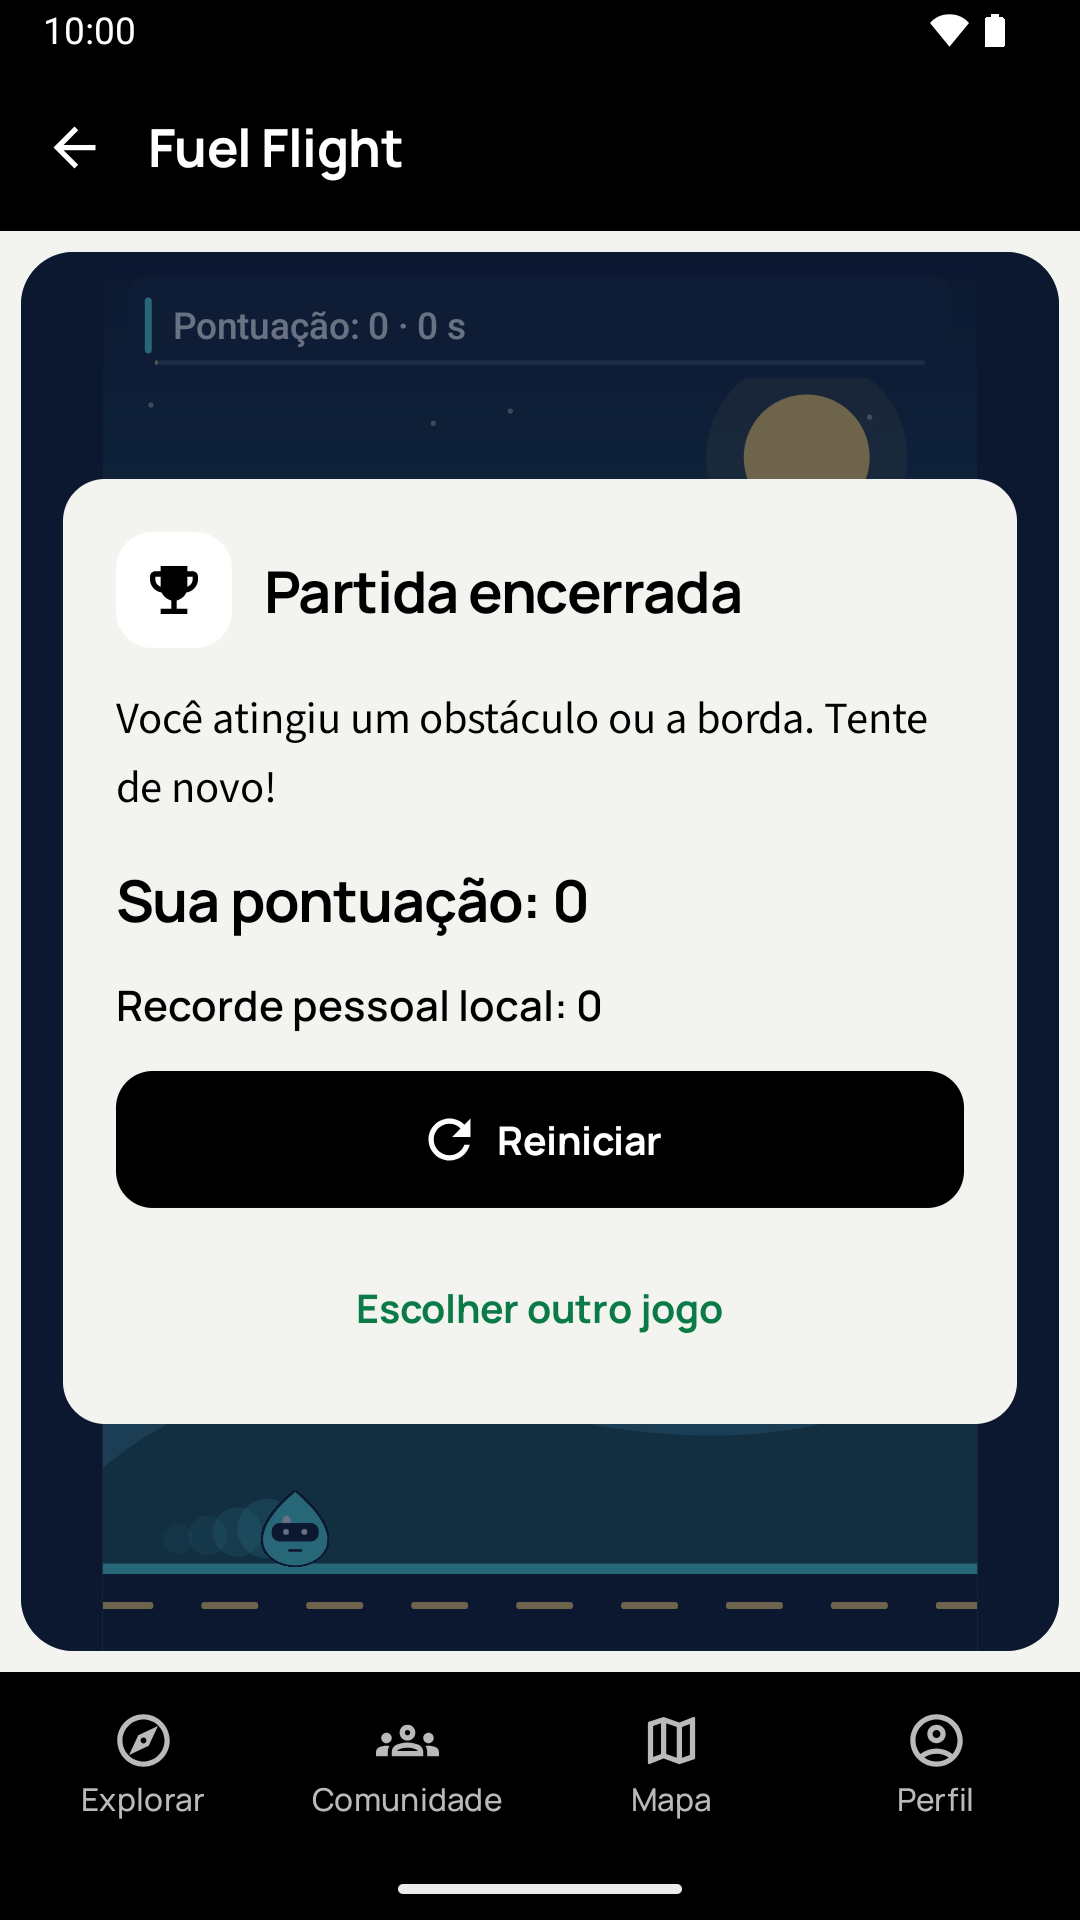 10:00
Fuel Flight
Pontuação: 0 · 0 s
Partida encerrada
Você atingiu um obstáculo ou a borda. Tente
de novo!
Sua pontuação: 0
Recorde pessoal local: 0
Reiniciar
Escolher outro jogo
Explorar
Comunidade
Mapa
Perfil